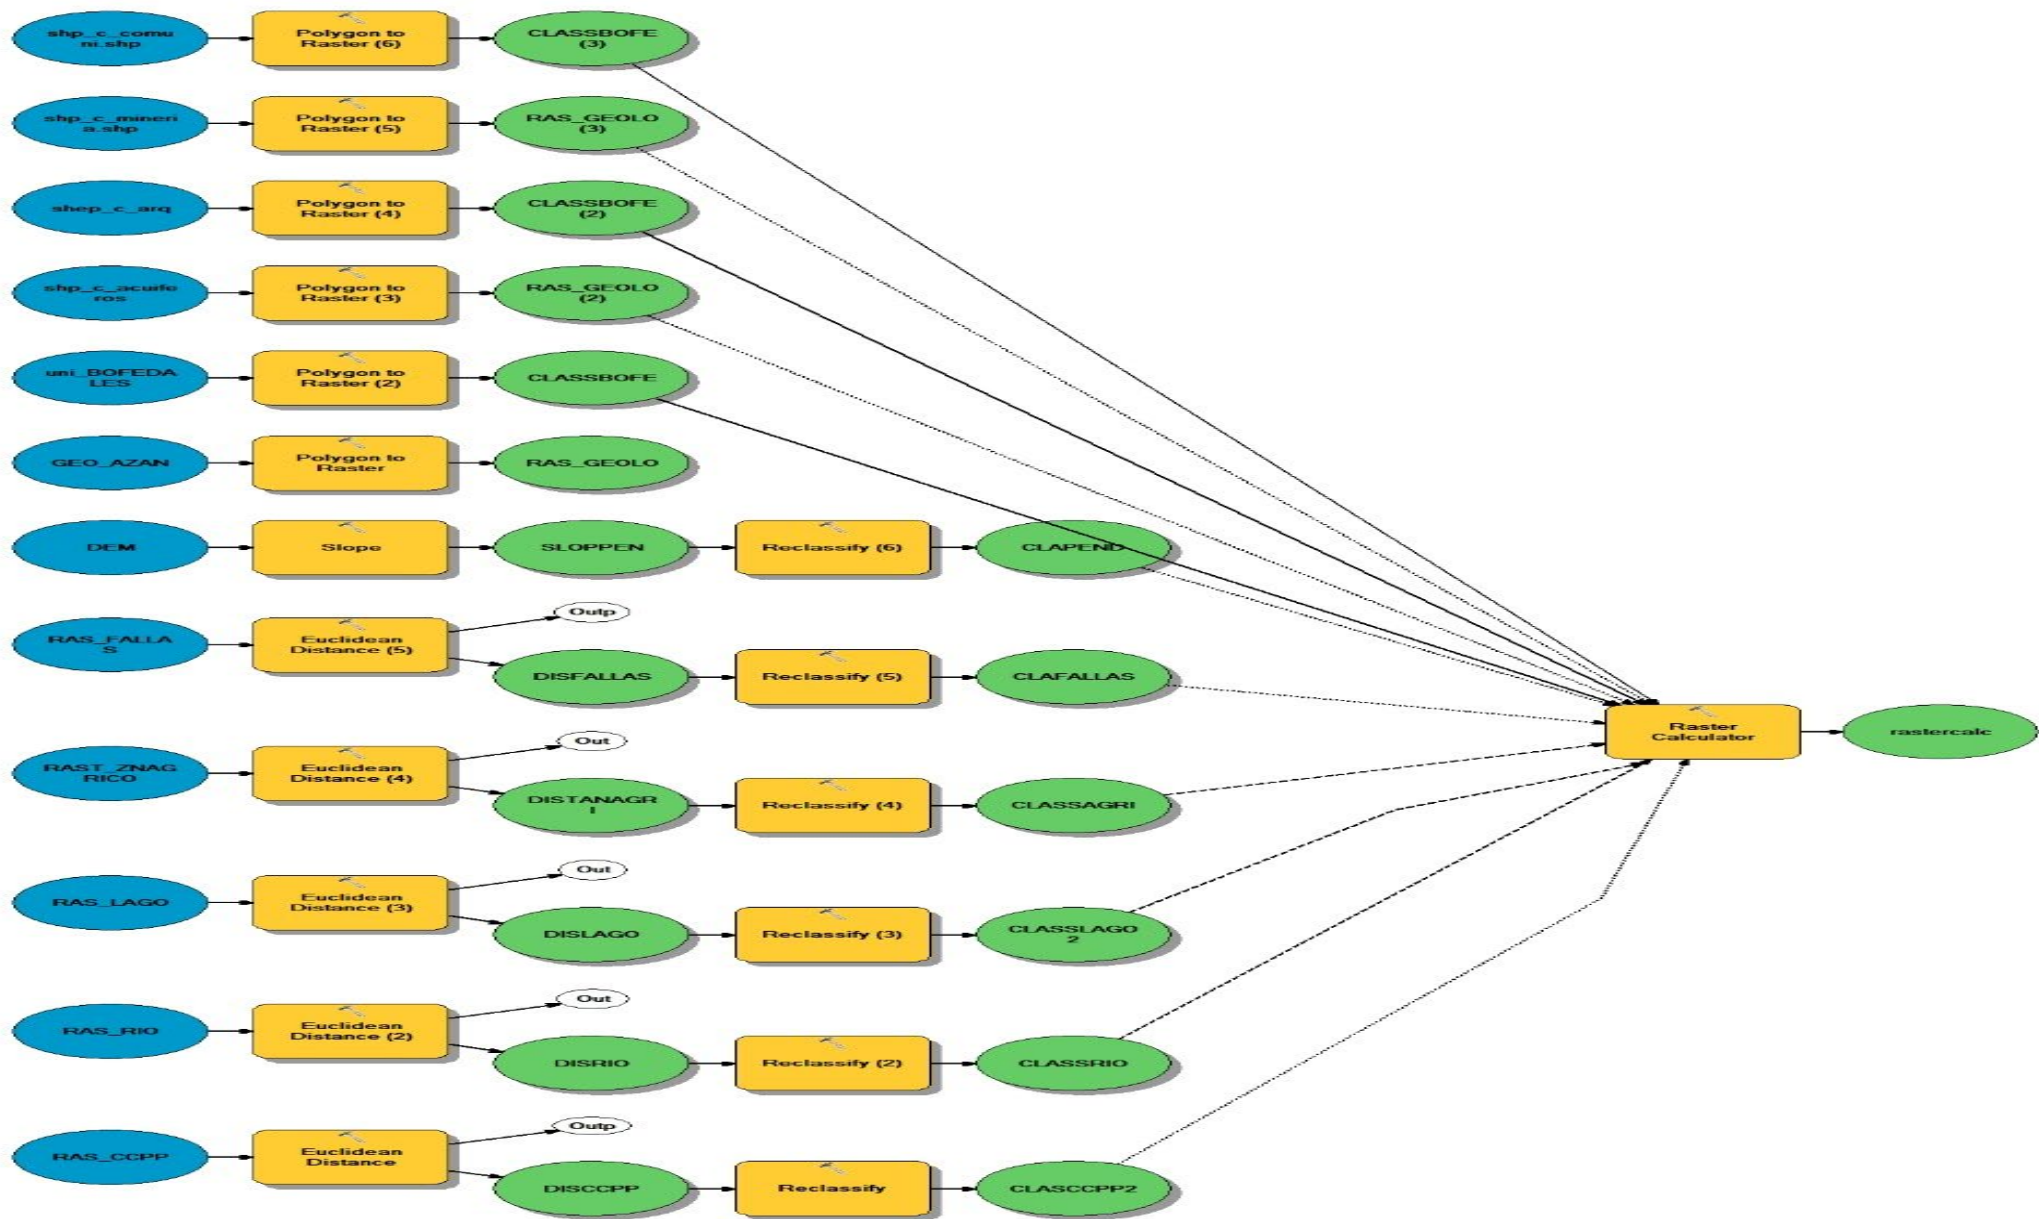 shp_c_comu
ni.shp
Polygon to
Raster (6)
CLASSBOFE
(3)
shp_c_mineri
a.shp
Polygon to
Raster (5)
RAS_GEOLO
(3)
shep_c_arq
Polygon to
Raster (4)
CLASSBOFE
(2)
shp_c_acuife
ros
Polygon to
Raster (3)
RAS_GEOLO
(2)
uni_BOFEDA
LES
Polygon to
Raster (2)
CLASSBOFE
GEO_AZAN
Polygon to
Raster
RAS_GEOLO
DEM
Slope
SLOPPEN
Reclassify (6)
CLAPEND
RAS_FALLA
S
Euclidean
Distance (5)
Outp
DISFALLAS
Reclassify (5)
CLAFALLAS
Raster
Calculator
rastercalc
RAST_ZNAG
RICO
Euclidean
Distance (4)
Out
DISTANAGR
I
Reclassify (4)
CLASSAGRI
RAS_LAGO
Euclidean
Distance (3)
Out
DISLAGO
Reclassify (3)
CLASSLAGO
2
RAS_RIO
Euclidean
Distance (2)
Out
DISRIO
Reclassify (2)
CLASSRIO
RAS_CCPP
Euclidean
Distance
Outp
DISCCPP
Reclassify
CLASCCPP2